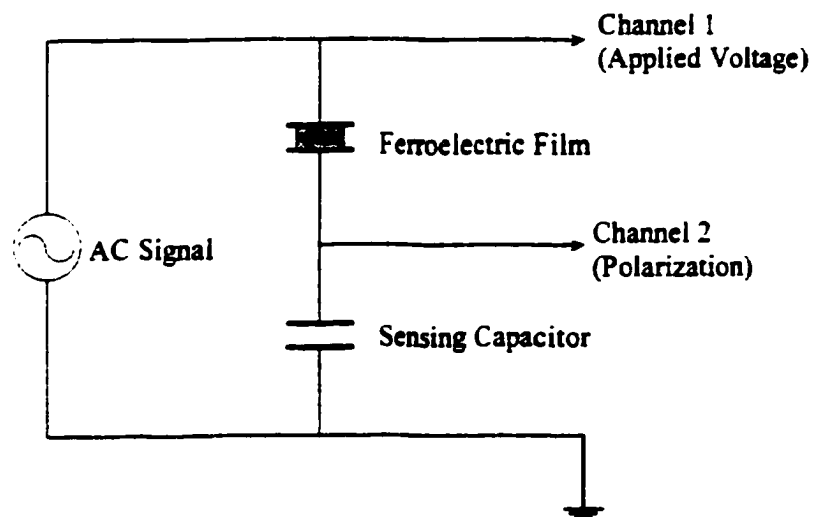 Channel 1
(Applied Voltage)
Ferroelectric Film
AC Signal
Channel 2
(Polarization)
Sensing Capacitor